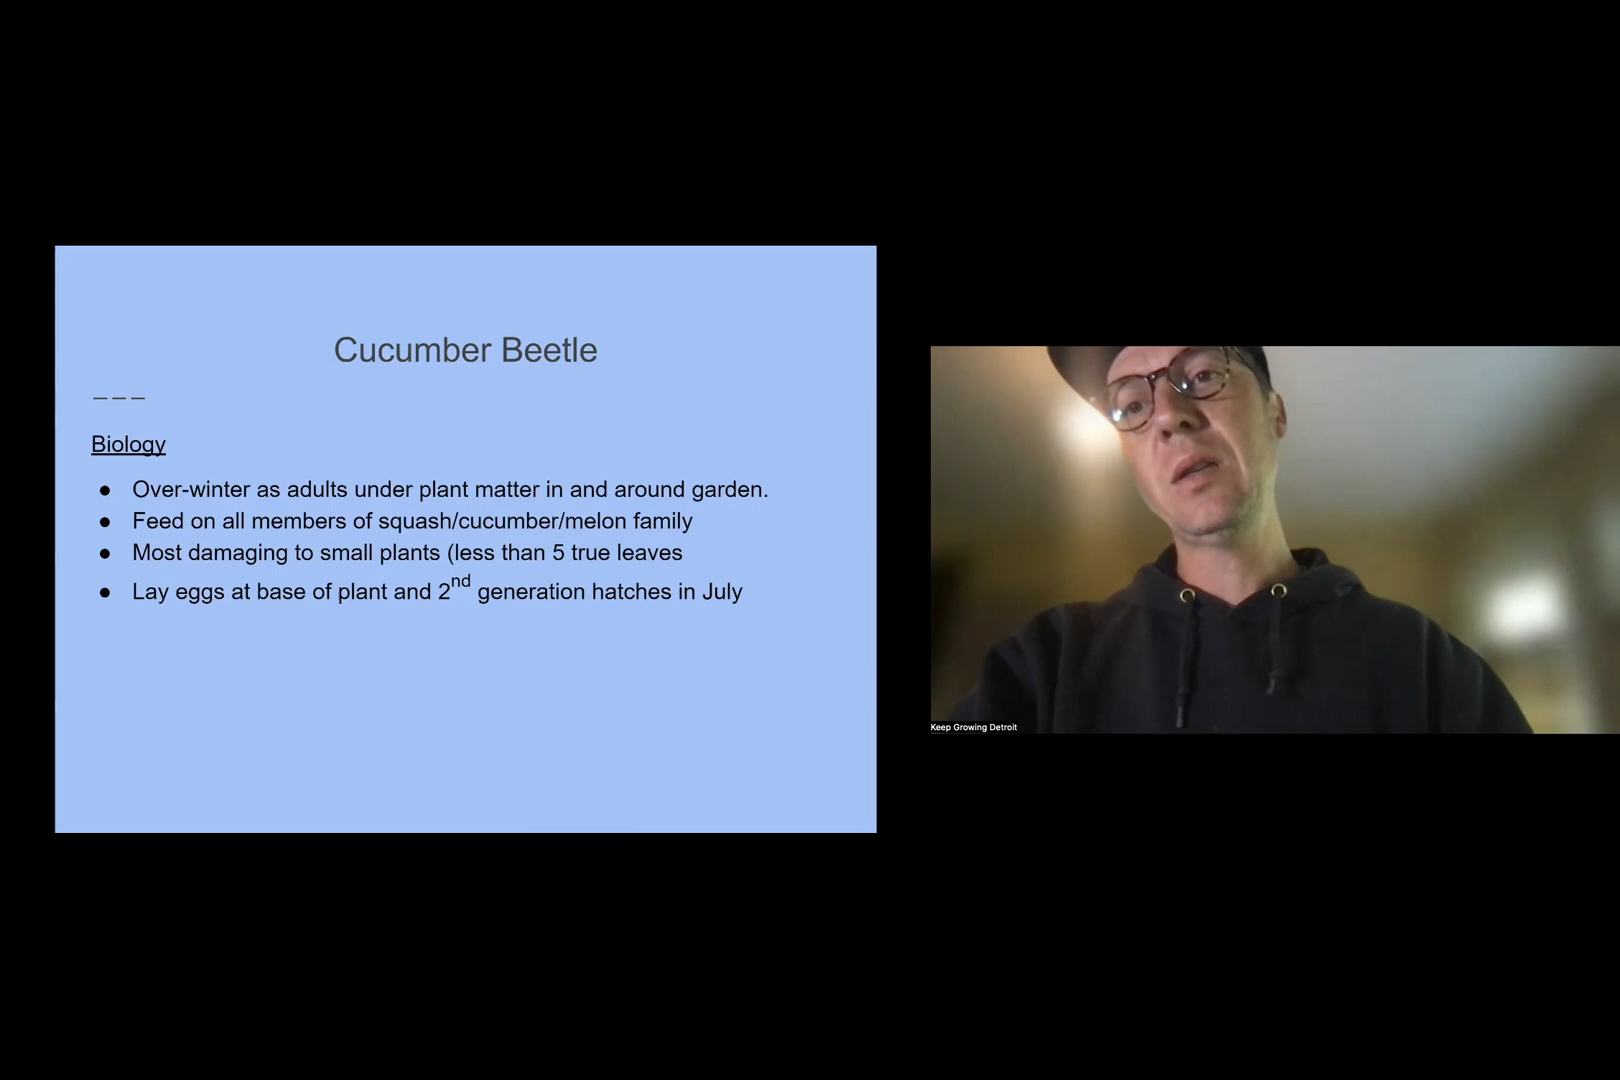 Cucumber Beetle
___
Biology
● Over-winter as adults under plant matter in and around garden.
● Feed on all members of squash/cucumber/melon family
● Most damaging to small plants (less than 5 true leaves
● Lay eggs at base of plant and 2nd generation hatches in July
Keep Growing Detroit